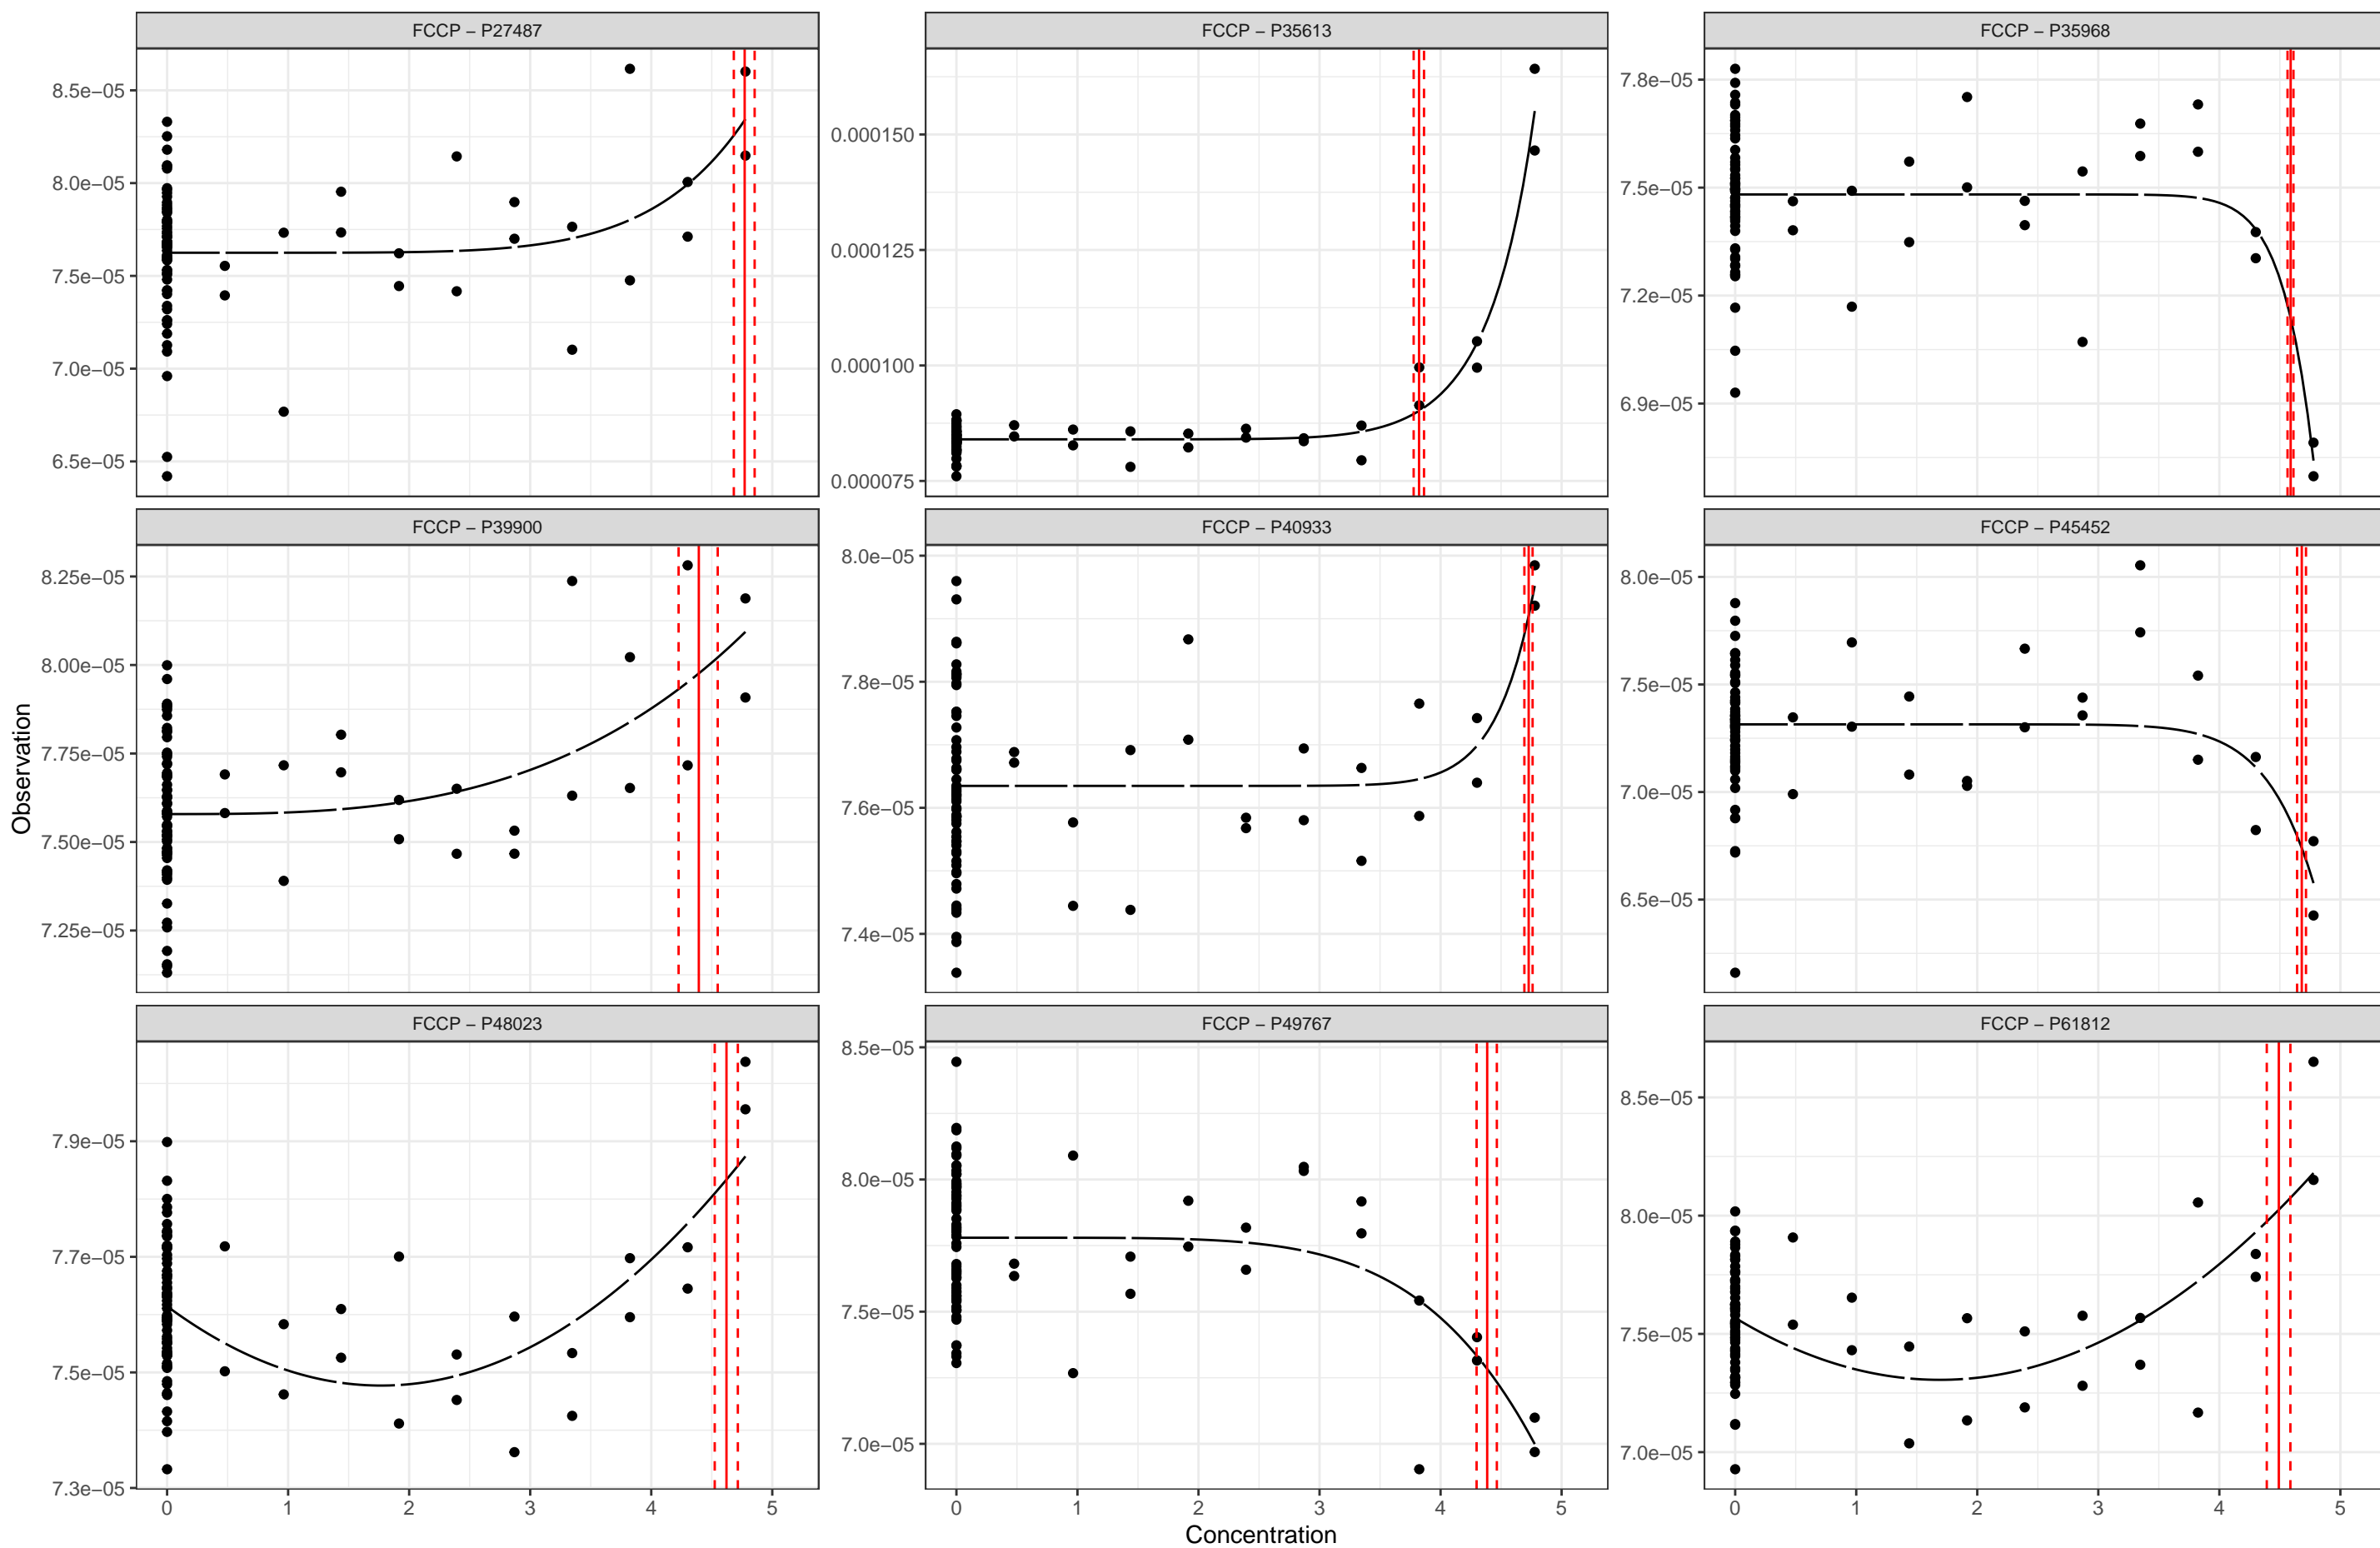 FCCP − P27487
FCCP − P35613
FCCP − P35968
8.5e−05
8.0e−05
7.5e−05
7.0e−05
6.5e−05
0.000150
0.000125
0.000100
0.000075
7.8e−05
7.5e−05
7.2e−05
6.9e−05
FCCP − P39900
FCCP − P40933
FCCP − P45452
8.25e−05
8.00e−05
7.75e−05
7.50e−05
7.25e−05
8.0e−05
7.8e−05
7.6e−05
7.4e−05
8.0e−05
7.5e−05
7.0e−05
6.5e−05
Observation
FCCP − P48023
FCCP − P49767
FCCP − P61812
7.9e−05
7.7e−05
7.5e−05
7.3e−05
8.5e−05
8.0e−05
7.5e−05
7.0e−05
8.5e−05
8.0e−05
7.5e−05
7.0e−05
0 1 2 3 4 5
0 1 2 3 4 5
0 1 2 3 4 5
Concentration